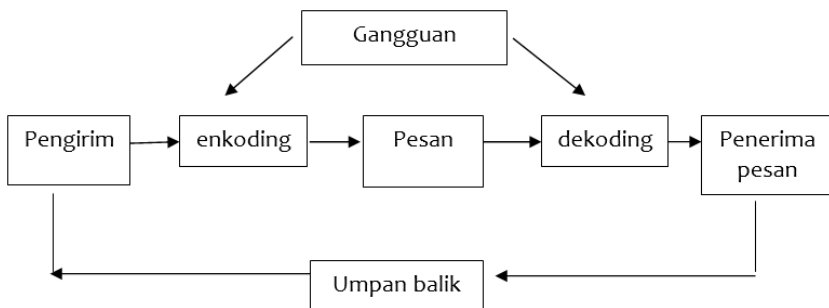 Gangguan
Pengirim
enkoding
Pesan
dekoding
Penerima
pesan
Umpan balik